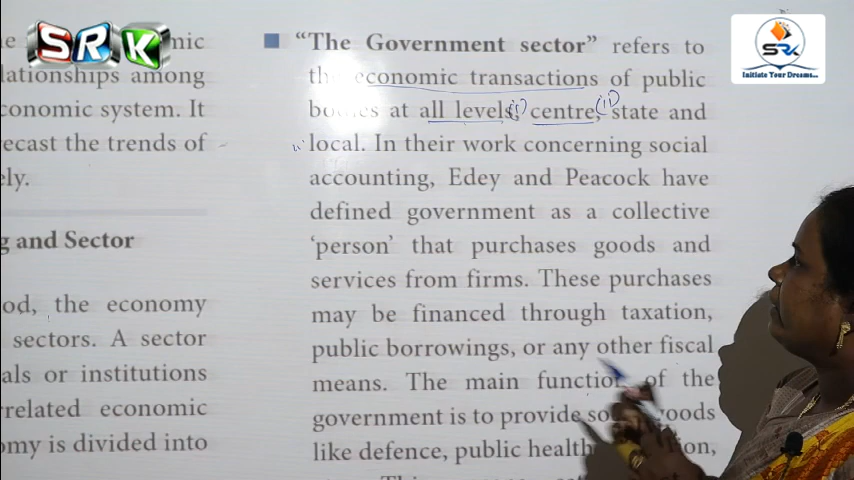 SRK
mic
lationships among
conomic system. It
ecast the trends of
ely.
g and Sector
od, the economy
sectors. A sector
als or institutions
rrelated economic
omy is divided into
“The Government sector” refers to
the economic transactions of public
bodies at all levels, (i) centre, (ii) state and
local. In their work concerning social
accounting, Edey and Peacock have
defined government as a collective
‘person’ that purchases goods and
services from firms. These purchases
may be financed through taxation,
public borrowings, or any other fiscal
means. The main function of the
government is to provide goods
like defence, public health
SRK
Initiate Your Dreams...